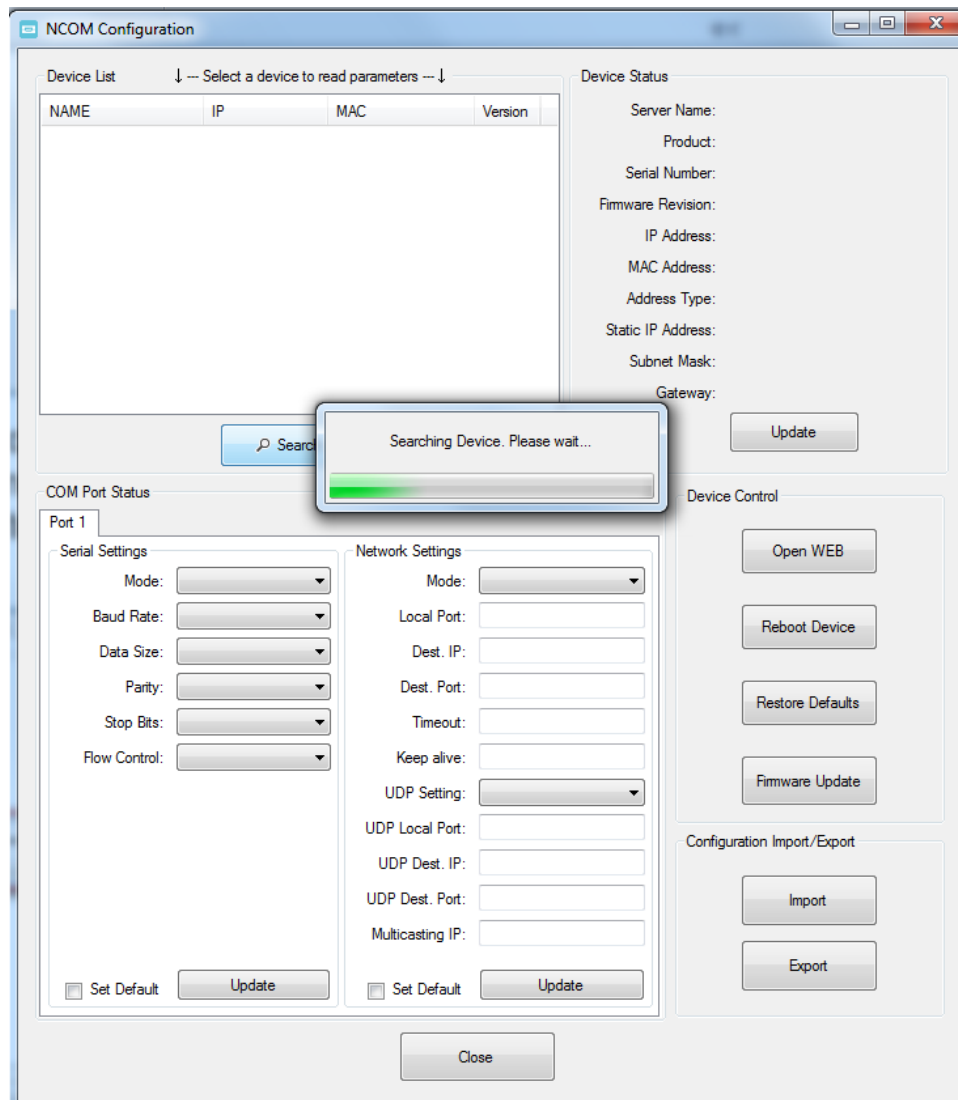 NCOM Configuration
Device List ↓ --- Select a device to read parameters --- ↓
NAME IP MAC Version
Search
Device Status
Server Name:
Product:
Serial Number:
Firmware Revision:
IP Address:
MAC Address:
Address Type:
Static IP Address:
Subnet Mask:
Gateway:
Update
Searching Device. Please wait...
COM Port Status
Port 1
Serial Settings
Mode:
Baud Rate:
Data Size:
Parity:
Stop Bits:
Flow Control:
Set Default Update
Network Settings
Mode:
Local Port:
Dest. IP:
Dest. Port:
Timeout:
Keep alive:
UDP Setting:
UDP Local Port:
UDP Dest. IP:
UDP Dest. Port:
Multicasting IP:
Set Default Update
Device Control
Open WEB
Reboot Device
Restore Defaults
Firmware Update
Configuration Import/Export
Import
Export
Close